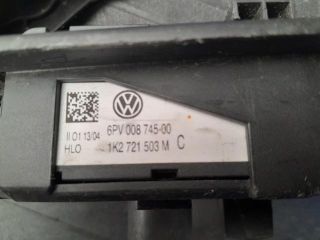 II 01 13/04 6PV 008 745-00
HLO 1K2 721 503 M C